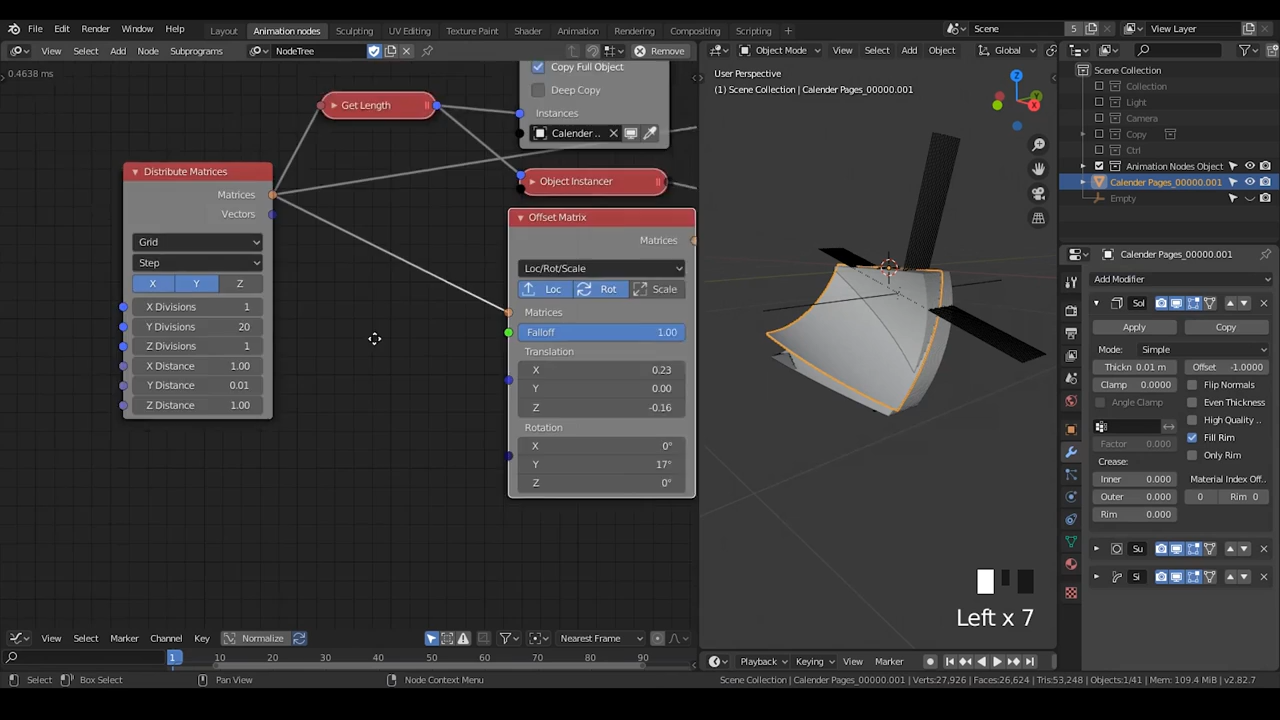 File Edit Render Window Help Layout Animation nodes Sculpting UV Editing Texture Paint Shader Animation Rendering Compositing Scripting + Scene 5 View Layer
View Select Add Node Subprograms NodeTree Remove Object Mode View Select Add Object Global
0.4638 ms
Copy Full Object
Deep Copy
Instances
Calender ..
Get Length
Object Instancer
Distribute Matrices
Matrices
Vectors
Grid
Step
X Y Z
X Divisions 1
Y Divisions 20
Z Divisions 1
X Distance 1.00
Y Distance 0.01
Z Distance 1.00
Offset Matrix
Matrices
Loc/Rot/Scale
Loc Rot Scale
Matrices
Falloff 1.00
Translation
X 0.23
Y 0.00
Z -0.16
Rotation
X 0°
Y 17°
Z 0°
User Perspective
(1) Scene Collection | Calender Pages_00000.001
Z
Y
X
Left x 7
Scene Collection
Collection
Light
Camera
Copy
Ctrl
Animation Nodes Object
Calender Pages_00000.001
Empty
Calender Pages_00000.001
Add Modifier
Sol
Apply Copy
Mode: Simple
Thickn 0.01 m Offset -1.0000
Clamp 0.0000 Flip Normals
Angle Clamp Even Thickness
High Quality ..
Factor 0.000 Fill Rim
Only Rim
Crease:
Inner 0.000 Material Index Off..
Outer 0.000 0 Rim 0
Rim 0.000
Su
Si
View Select Marker Channel Key Normalize Nearest Frame
1 10 20 30 40 50 60 70 80 90
Playback Keying View Marker
Select Box Select Pan View Node Context Menu Scene Collection | Calender Pages_00000.001 | Verts:27,926 | Faces:26,624 | Tris:53,248 | Objects:1/41 | Mem: 109.4 MiB | v2.82.7